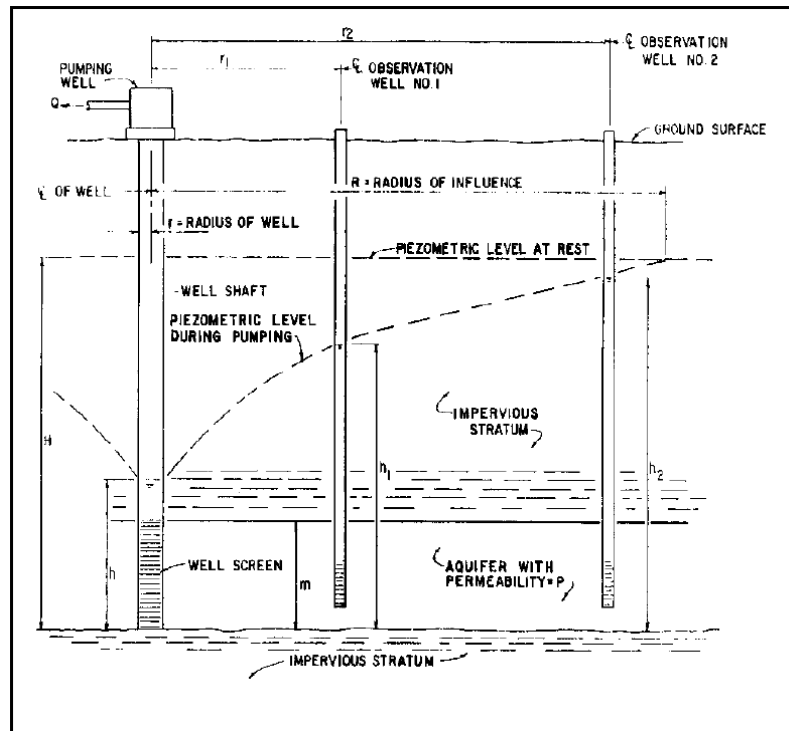 r2
℄ OBSERVATION
WELL NO. 2
PUMPING
WELL
r1
℄ OBSERVATION
WELL NO. 1
Q
GROUND SURFACE
R = RADIUS OF INFLUENCE
℄ OF WELL
r = RADIUS OF WELL
PIEZOMETRIC LEVEL AT REST
-WELL SHAFT
PIEZOMETRIC LEVEL
DURING PUMPING
IMPERVIOUS
STRATUM
H
h1
h2
h
WELL SCREEN
m
AQUIFER WITH
PERMEABILITY=P
IMPERVIOUS STRATUM